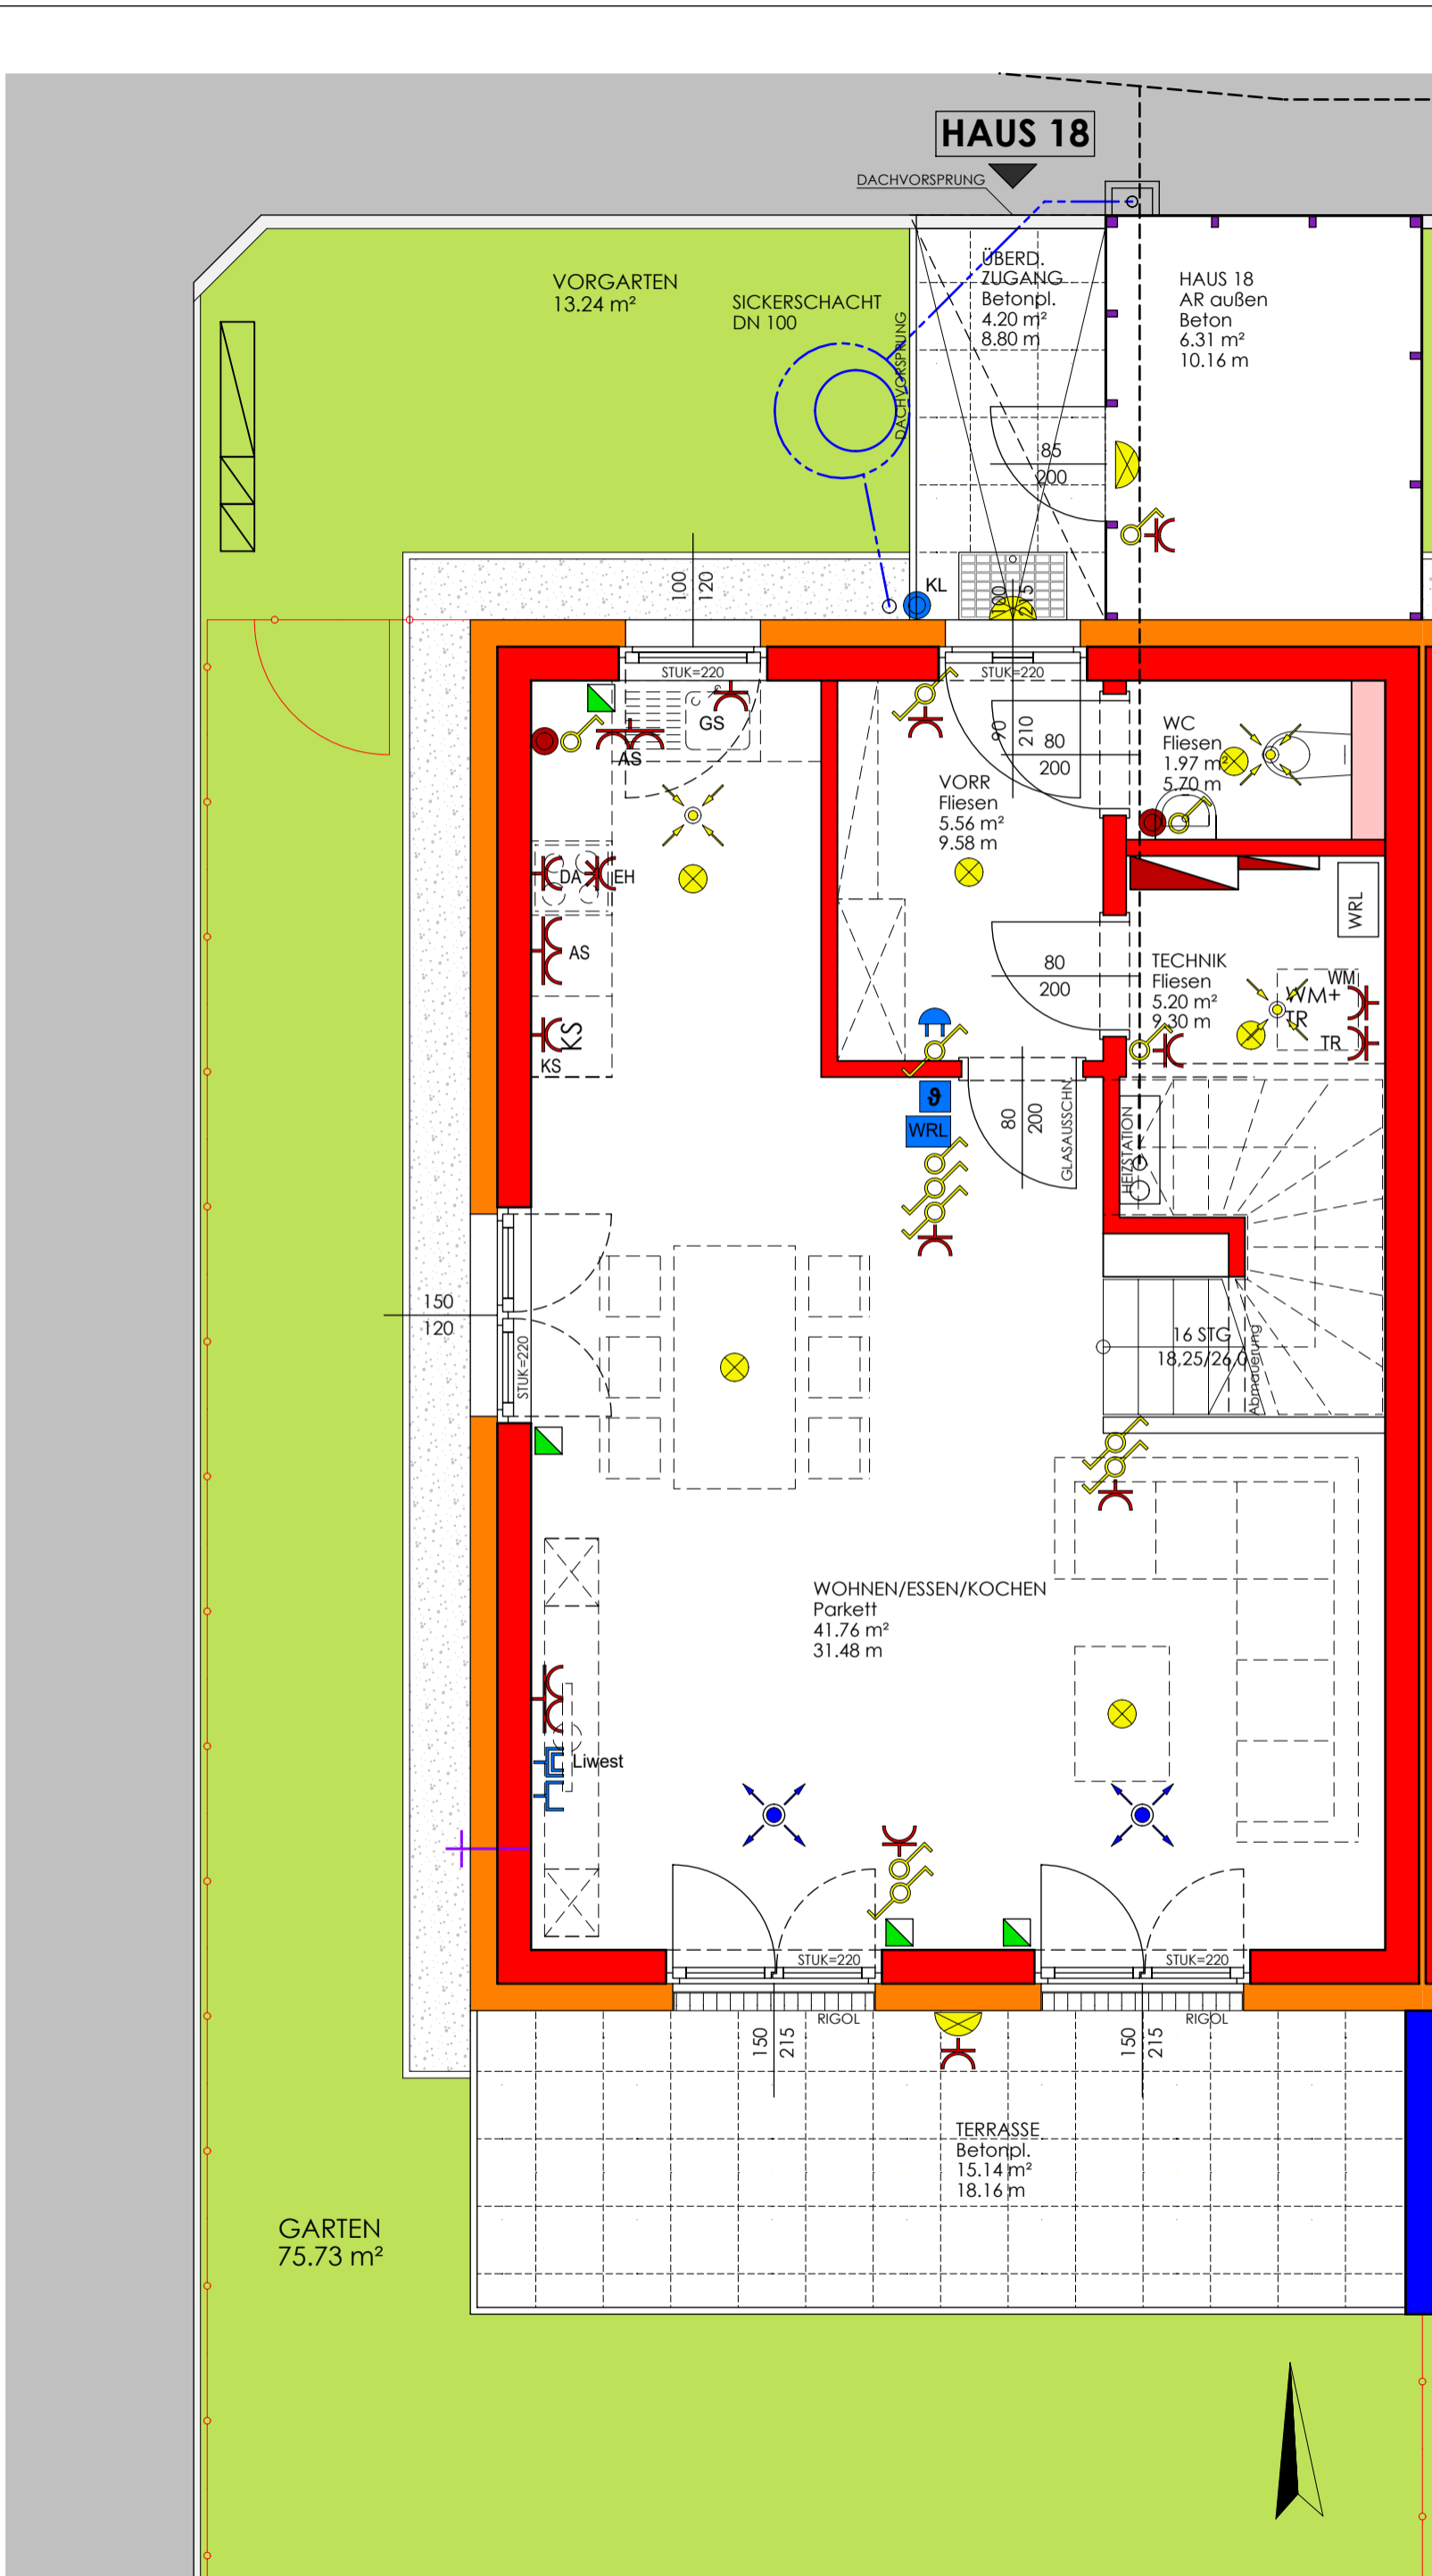 HAUS 18
DACHVORSPRUNG
VORGARTEN
13.24 m²
SICKERSCHACHT
DN 100
DACHVORSPRUNG
ÜBERD.
ZUGANG
Betonpl.
4.20 m²
8.80 m
HAUS 18
AR außen
Beton
6.31 m²
10.16 m
85
200
100
120
KL
100
215
STUK=220
STUK=220
GS
AS
90
210
80
200
WC
Fliesen
1.97 m²
5.70 m
VORR
Fliesen
5.56 m²
9.58 m
DA
EH
AS
KS
KS
WRL
80
200
TECHNIK
Fliesen
5.20 m²
9.30 m
WM
WM+
TR
TR
ϑ
WRL
80
200
GLASAUSSCHN.
HEIZSTATION
150
120
STUK=220
16 STG
18,25/26,0
Abmauerung
WOHNEN/ESSEN/KOCHEN
Parkett
41.76 m²
31.48 m
Liwest
STUK=220
STUK=220
RIGOL
RIGOL
150
215
150
215
TERRASSE
Betonpl.
15.14 m²
18.16 m
GARTEN
75.73 m²